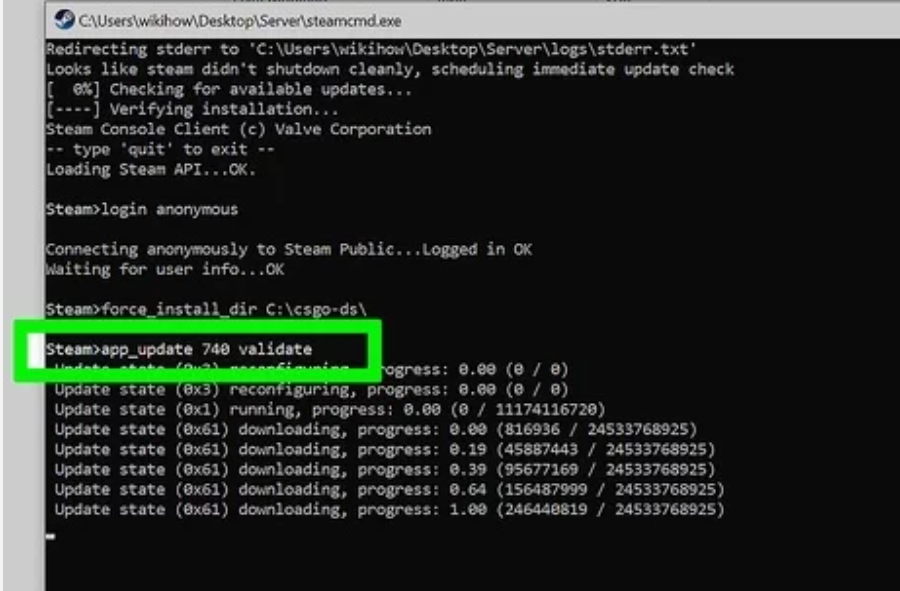 C:\Users\wikihow\Desktop\Server\steamcmd.exe
Redirecting stderr to 'C:\Users\wikihow\Desktop\Server\logs\stderr.txt'
Looks like steam didn't shutdown cleanly, scheduling immediate update check
[  0%] Checking for available updates...
[----] Verifying installation...
Steam Console Client (c) Valve Corporation
-- type 'quit' to exit --
Loading Steam API...OK.
Steam>login anonymous
Connecting anonymously to Steam Public...Logged in OK
Waiting for user info...OK
Steam>force_install_dir C:\csgo-ds\
Steam>app_update 740 validate
Update state (0x3) reconfiguring, progress: 0.00 (0 / 0)
Update state (0x3) reconfiguring, progress: 0.00 (0 / 0)
Update state (0x1) running, progress: 0.00 (0 / 11174116720)
Update state (0x61) downloading, progress: 0.00 (816936 / 24533768925)
Update state (0x61) downloading, progress: 0.19 (45887443 / 24533768925)
Update state (0x61) downloading, progress: 0.39 (95677169 / 24533768925)
Update state (0x61) downloading, progress: 0.64 (156487999 / 24533768925)
Update state (0x61) downloading, progress: 1.00 (246440819 / 24533768925)